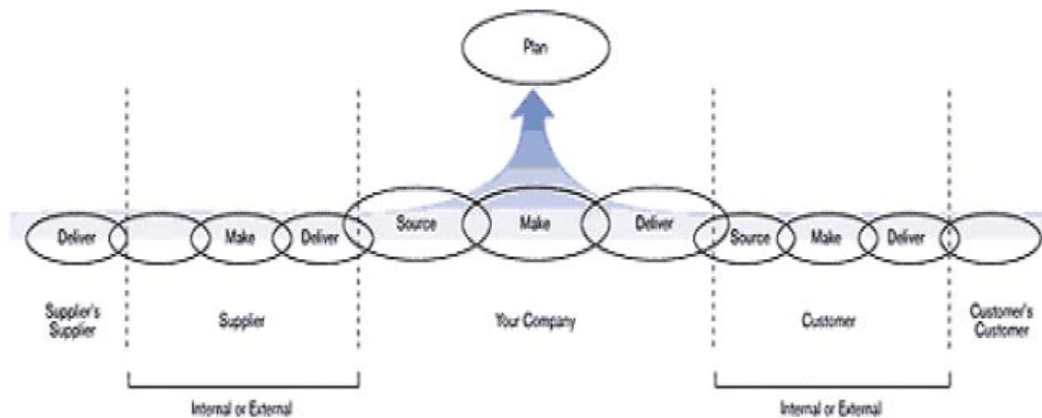 Plan
Deliver
Make
Deliver
Source
Make
Deliver
Source
Make
Deliver
Supplier's
Supplier
Supplier
Your Company
Customer
Customer's
Customer
Internal or External
Internal or External